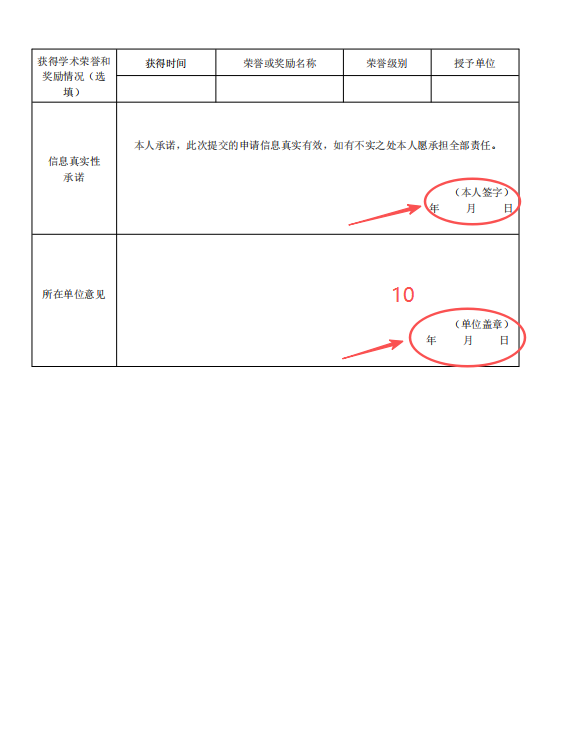 获得学术荣誉和
奖励情况（选
填）
获得时间 荣誉或奖励名称 荣誉级别 授予单位
信息真实性
承诺
本人承诺，此次提交的申请信息真实有效，如有不实之处本人愿承担全部责任。
（本人签字）
年 月 日
所在单位意见
10
（单位盖章）
年 月 日